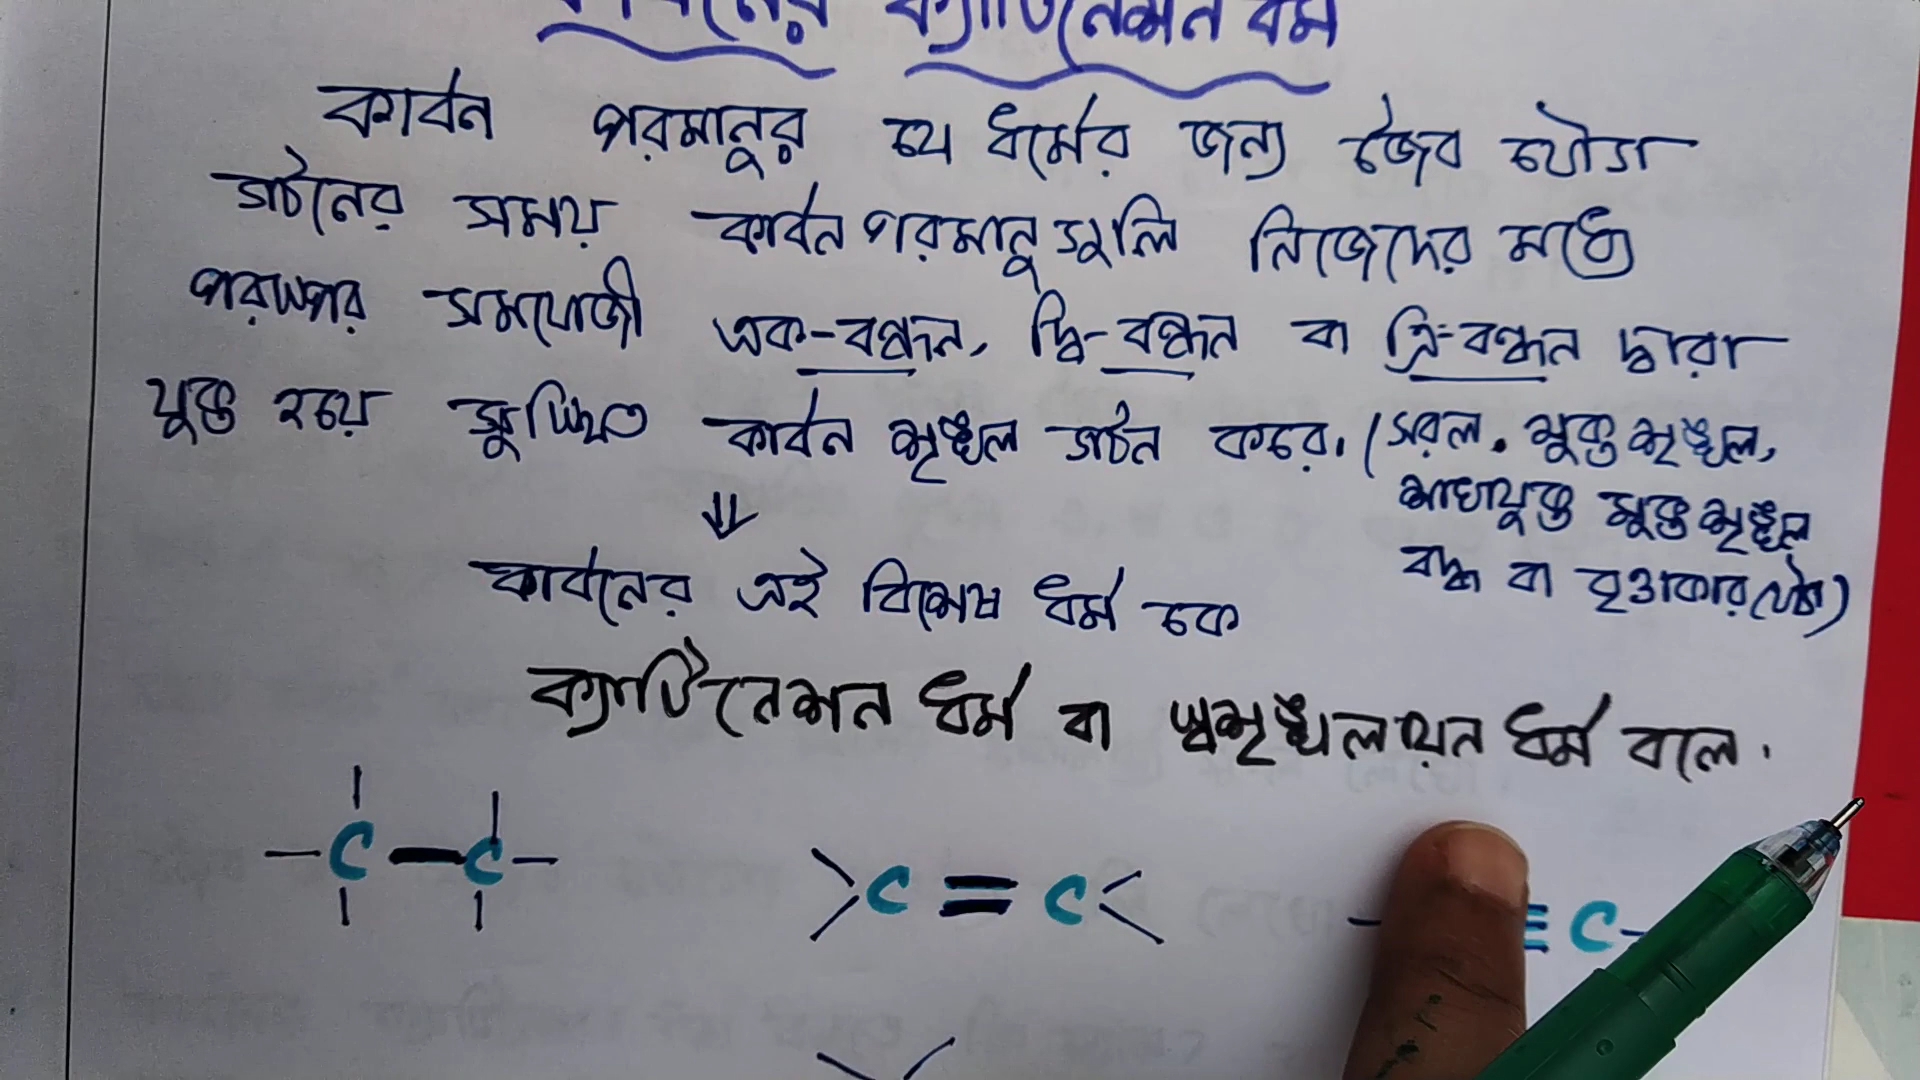 কার্বনের ক্যাটিনেশন ধর্ম
কার্বন পরমানুর যে ধর্মের জন্য জৈব যৌগ
গঠনের সময় কার্বন পরমানু গুলি নিজেদের মধ্যে
পরস্পর সমযোজী এক-বন্ধন, দ্বি-বন্ধন বা ত্রি-বন্ধন দ্বারা
যুক্ত হয়ে সুস্থিত কার্বন শৃঙ্খল গঠন করে। (সরল. মুক্ত শৃঙ্খল,
শাখাযুক্ত মুক্ত শৃঙ্খল
বদ্ধ বা বৃত্তাকার
কার্বনের এই বিশেষ ধর্ম কে
ক্যাটিনেশন ধর্ম বা স্বশৃঙ্খলায়ন ধর্ম বলে.
C C
C = C
≡ C